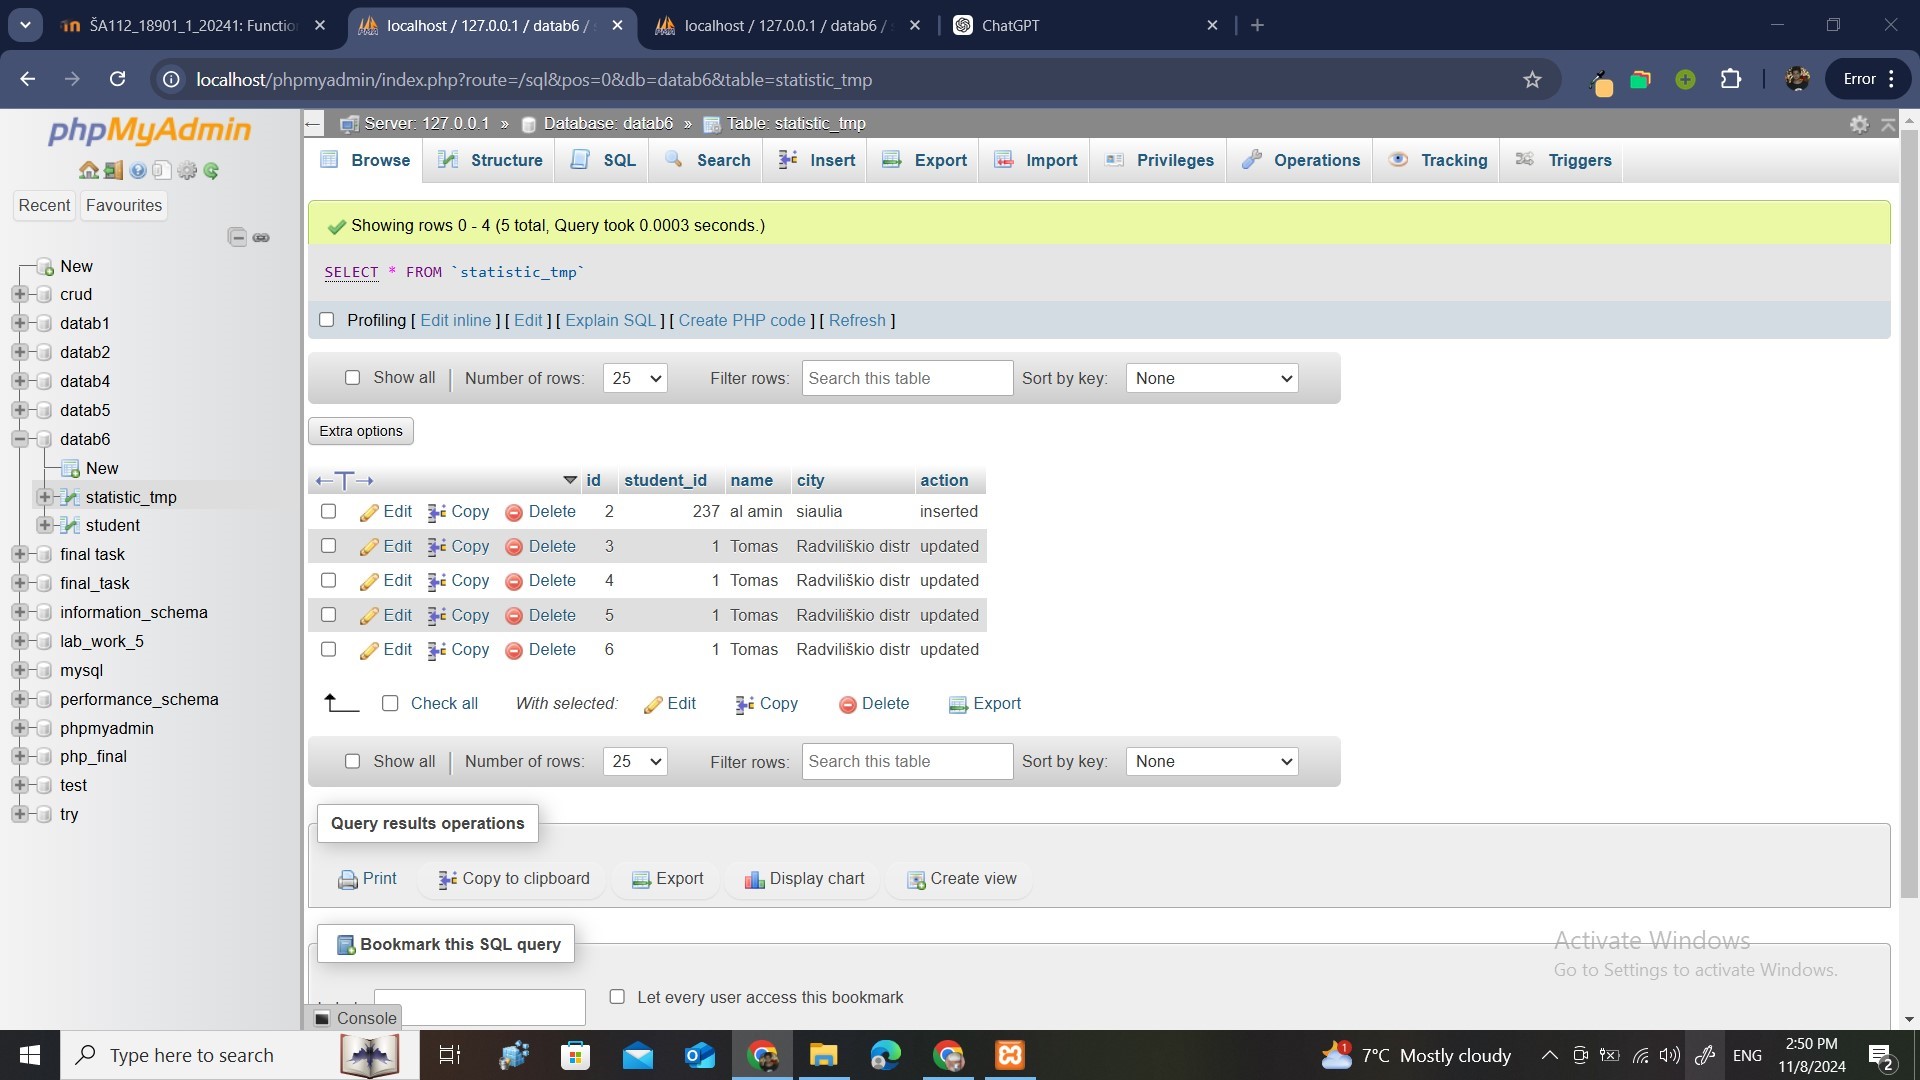 ŠA112_18901_1_20241: Functio
localhost / 127.0.0.1 / datab6 /
localhost / 127.0.0.1 / datab6 /
ChatGPT
localhost/phpmyadmin/index.php?route=/sql&pos=0&db=datab6&table=statistic_tmp
Error
phpMyAdmin
Recent
Favourites
New
crud
datab1
datab2
datab4
datab5
datab6
New
statistic_tmp
student
final task
final_task
information_schema
lab_work_5
mysql
performance_schema
phpmyadmin
php_final
test
try
Server: 127.0.0.1 » Database: datab6 » Table: statistic_tmp
Browse Structure SQL Search Insert Export Import Privileges Operations Tracking Triggers
Showing rows 0 - 4 (5 total, Query took 0.0003 seconds.)
SELECT * FROM `statistic_tmp`
Profiling [ Edit inline ] [ Edit ] [ Explain SQL ] [ Create PHP code ] [ Refresh ]
Show all Number of rows: 25 Filter rows: Search this table Sort by key: None
Extra options
id student_id name city action
Edit Copy Delete 2 237 al amin siaulia inserted
Edit Copy Delete 3 1 Tomas Radviliškio distr updated
Edit Copy Delete 4 1 Tomas Radviliškio distr updated
Edit Copy Delete 5 1 Tomas Radviliškio distr updated
Edit Copy Delete 6 1 Tomas Radviliškio distr updated
Check all With selected: Edit Copy Delete Export
Show all Number of rows: 25 Filter rows: Search this table Sort by key: None
Query results operations
Print Copy to clipboard Export Display chart Create view
Bookmark this SQL query
Let every user access this bookmark
Console
Activate Windows
Go to Settings to activate Windows.
Type here to search
1
7°C Mostly cloudy
ENG
2:50 PM
11/8/2024
2